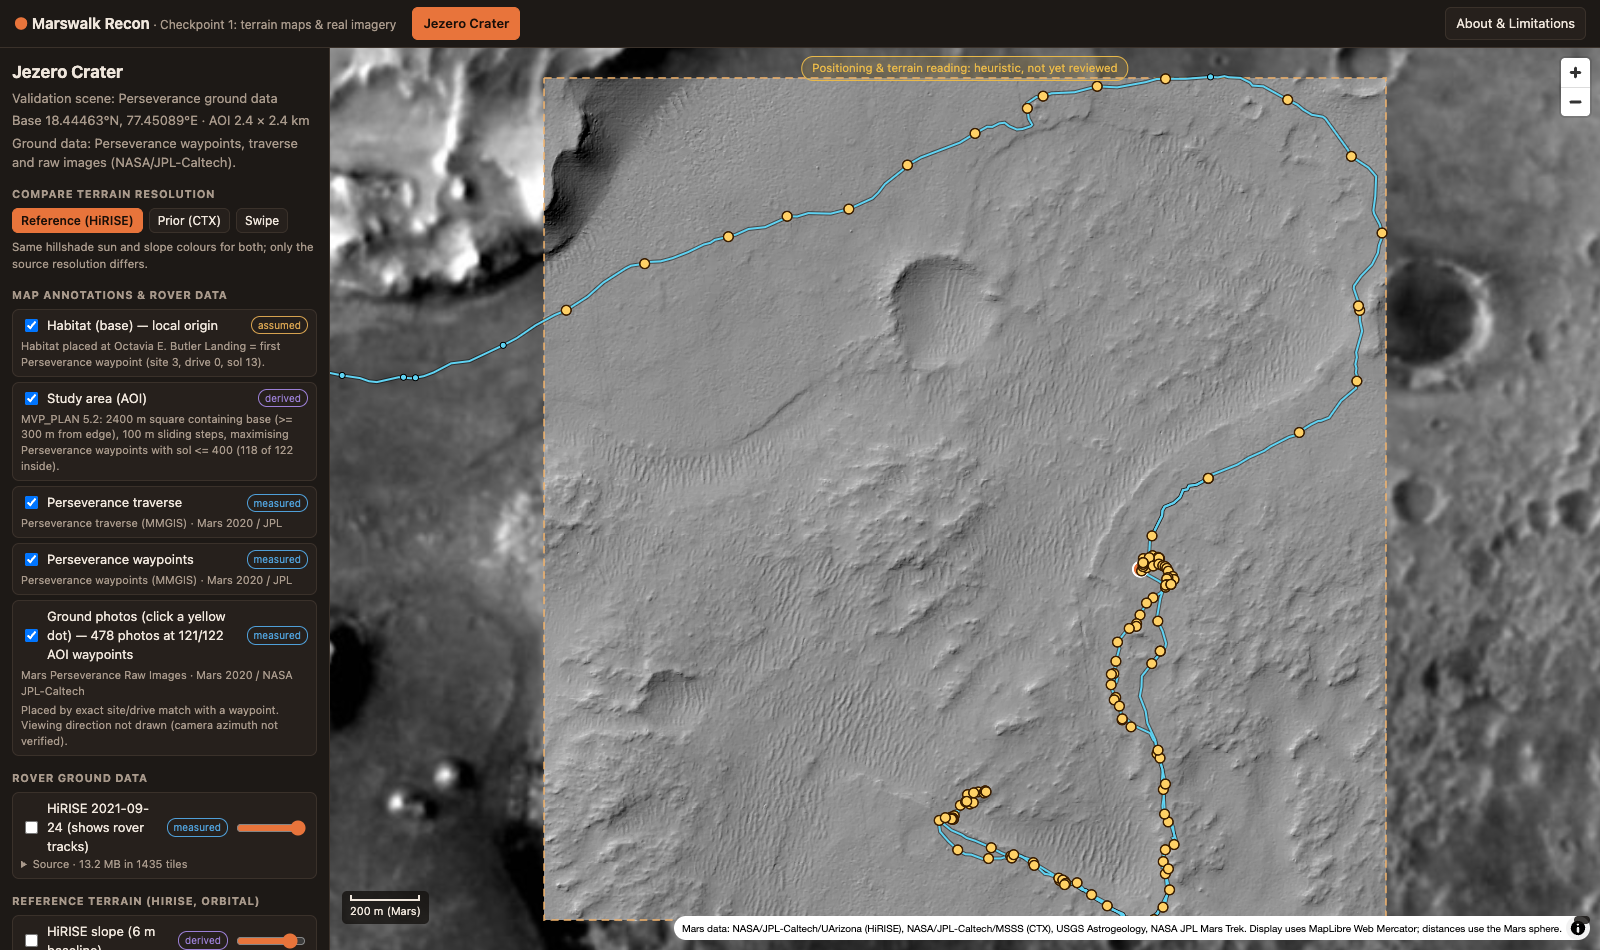 Marswalk Recon · Checkpoint 1: terrain maps & real imagery
Jezero Crater
About & Limitations
Jezero Crater
Validation scene: Perseverance ground data
Base 18.44463°N, 77.45089°E · AOI 2.4 × 2.4 km
Ground data: Perseverance waypoints, traverse
and raw images (NASA/JPL-Caltech).
COMPARE TERRAIN RESOLUTION
Reference (HiRISE)
Prior (CTX)
Swipe
Same hillshade sun and slope colours for both; only the
source resolution differs.
MAP ANNOTATIONS & ROVER DATA
Habitat (base) — local origin
assumed
Habitat placed at Octavia E. Butler Landing = first
Perseverance waypoint (site 3, drive 0, sol 13).
Study area (AOI)
derived
MVP_PLAN 5.2: 2400 m square containing base (>=
300 m from edge), 100 m sliding steps, maximising
Perseverance waypoints with sol <= 400 (118 of 122
inside).
Perseverance traverse
measured
Perseverance traverse (MMGIS) · Mars 2020 / JPL
Perseverance waypoints
measured
Perseverance waypoints (MMGIS) · Mars 2020 / JPL
Ground photos (click a yellow
dot) — 478 photos at 121/122
AOI waypoints
measured
Mars Perseverance Raw Images · Mars 2020 / NASA
JPL-Caltech
Placed by exact site/drive match with a waypoint.
Viewing direction not drawn (camera azimuth not
verified).
ROVER GROUND DATA
HiRISE 2021-09-
24 (shows rover
tracks)
measured
Source · 13.2 MB in 1435 tiles
REFERENCE TERRAIN (HIRISE, ORBITAL)
HiRISE slope (6 m
baseline)
derived
Positioning & terrain reading: heuristic, not yet reviewed
200 m (Mars)
Mars data: NASA/JPL-Caltech/UArizona (HiRISE), NASA/JPL-Caltech/MSSS (CTX), USGS Astrogeology, NASA JPL Mars Trek. Display uses MapLibre Web Mercator; distances use the Mars sphere.